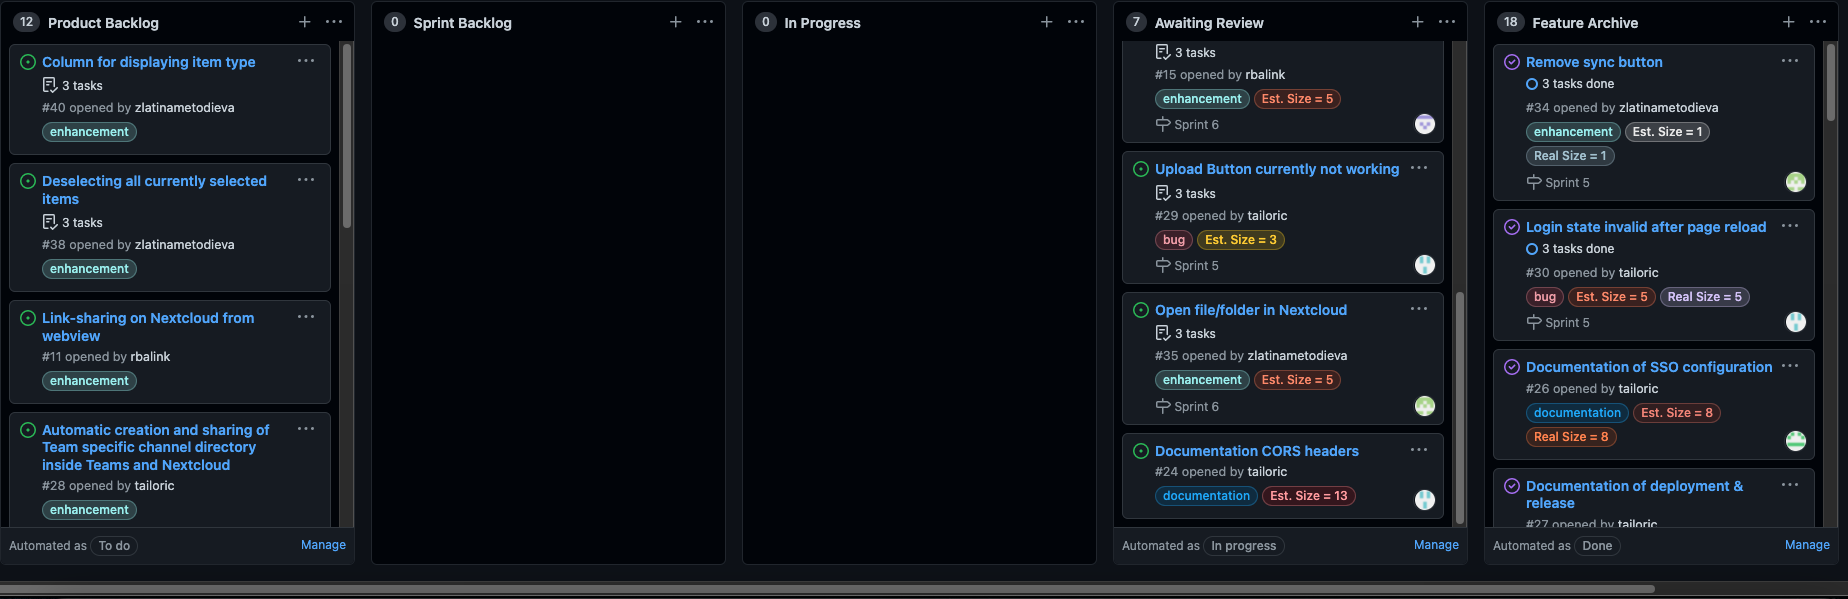 12 Product Backlog
Column for displaying item type
3 tasks
#40 opened by zlatinametodieva
enhancement
Deselecting all currently selected
items
3 tasks
#38 opened by zlatinametodieva
enhancement
Link-sharing on Nextcloud from
webview
#11 opened by rbalink
enhancement
Automatic creation and sharing of
Team specific channel directory
inside Teams and Nextcloud
#28 opened by tailoric
enhancement
Automated as To do Manage
0 Sprint Backlog
0 In Progress
7 Awaiting Review
3 tasks
#15 opened by rbalink
enhancement Est. Size = 5
Sprint 6
Upload Button currently not working
3 tasks
#29 opened by tailoric
bug Est. Size = 3
Sprint 5
Open file/folder in Nextcloud
3 tasks
#35 opened by zlatinametodieva
enhancement Est. Size = 5
Sprint 6
Documentation CORS headers
#24 opened by tailoric
documentation Est. Size = 13
Automated as In progress Manage
18 Feature Archive
Remove sync button
3 tasks done
#34 opened by zlatinametodieva
enhancement Est. Size = 1
Real Size = 1
Sprint 5
Login state invalid after page reload
3 tasks done
#30 opened by tailoric
bug Est. Size = 5 Real Size = 5
Sprint 5
Documentation of SSO configuration
#26 opened by tailoric
documentation Est. Size = 8
Real Size = 8
Documentation of deployment &
release
#27 opened by tailoric
Automated as Done Manage